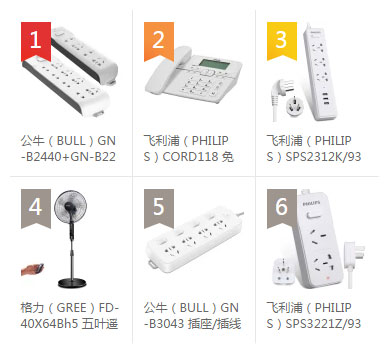 1
公牛（BULL）GN
-B2440+GN-B22
2
飞利浦（PHILIP
S）CORD118 免
3
PHILIPS
飞利浦（PHILIP
S）SPS2312K/93
4
格力（GREE）FD-
40X64Bh5 五叶遥
5
公牛（BULL）GN
-B3043 插座/插线
6
PHILIPS
飞利浦（PHILIP
S）SPS3221Z/93